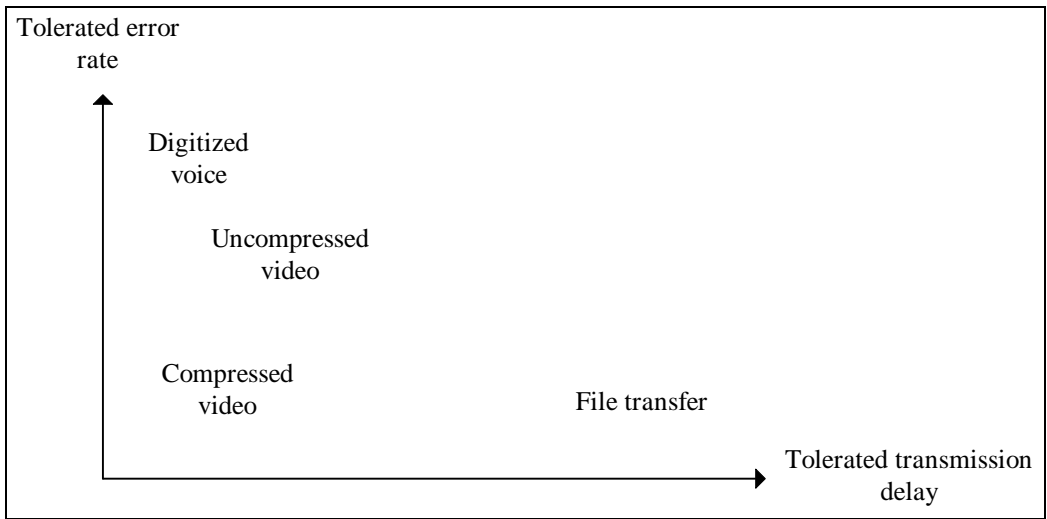 Tolerated error
rate
Digitized
voice
Uncompressed
video
Compressed
video
File transfer
Tolerated transmission
delay